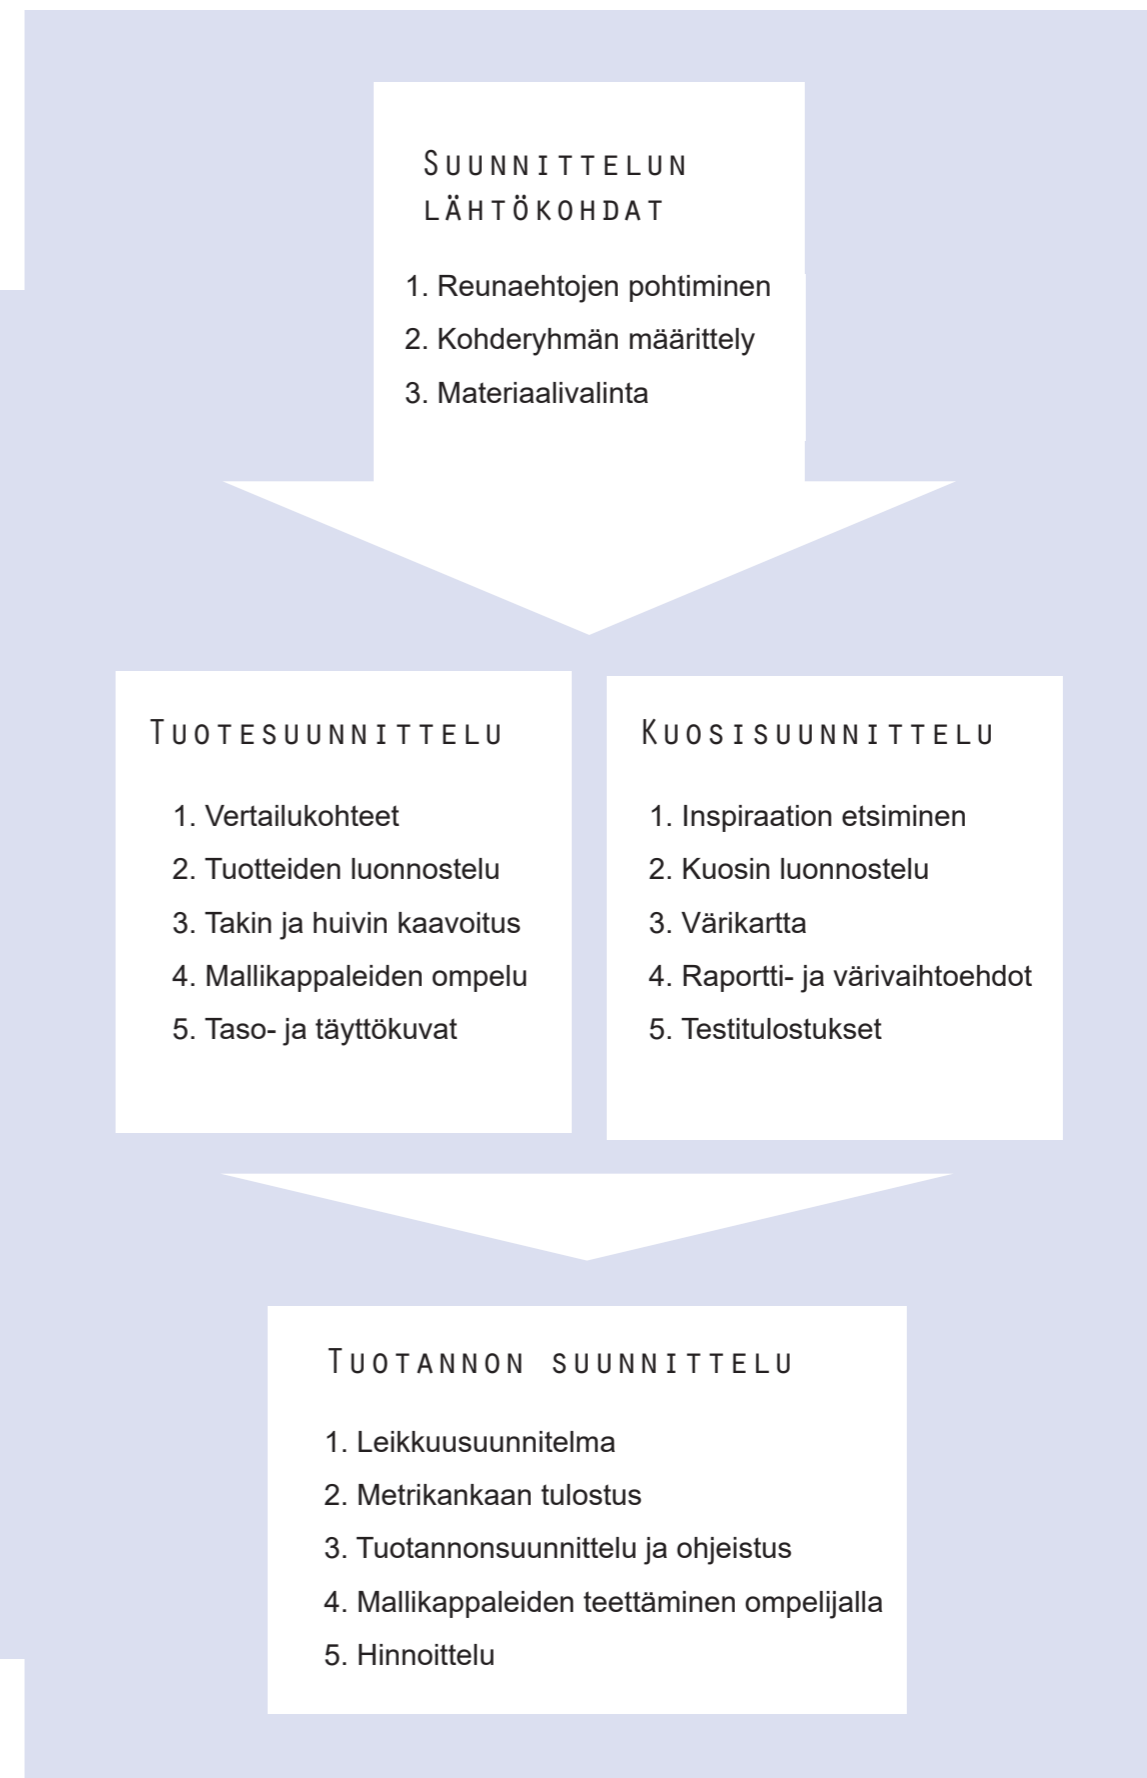 SUUNNITTELUN
LÄHTÖKOHDAT
1. Reunaehtojen pohtiminen
2. Kohderyhmän määrittely
3. Materiaalivalinta
TUOTESUUNNITTELU
1. Vertailukohteet
2. Tuotteiden luonnostelu
3. Takin ja huivin kaavoitus
4. Mallikappaleiden ompelu
5. Taso- ja täyttökuvat
KUOSISUUNNITTELU
1. Inspiraation etsiminen
2. Kuosin luonnostelu
3. Värikartta
4. Raportti- ja värivaihtoehdot
5. Testitulostukset
TUOTANNON SUUNNITTELU
1. Leikkuusuunnitelma
2. Metrikankaan tulostus
3. Tuotannonsuunnittelu ja ohjeistus
4. Mallikappaleiden teettäminen ompelijalla
5. Hinnoittelu